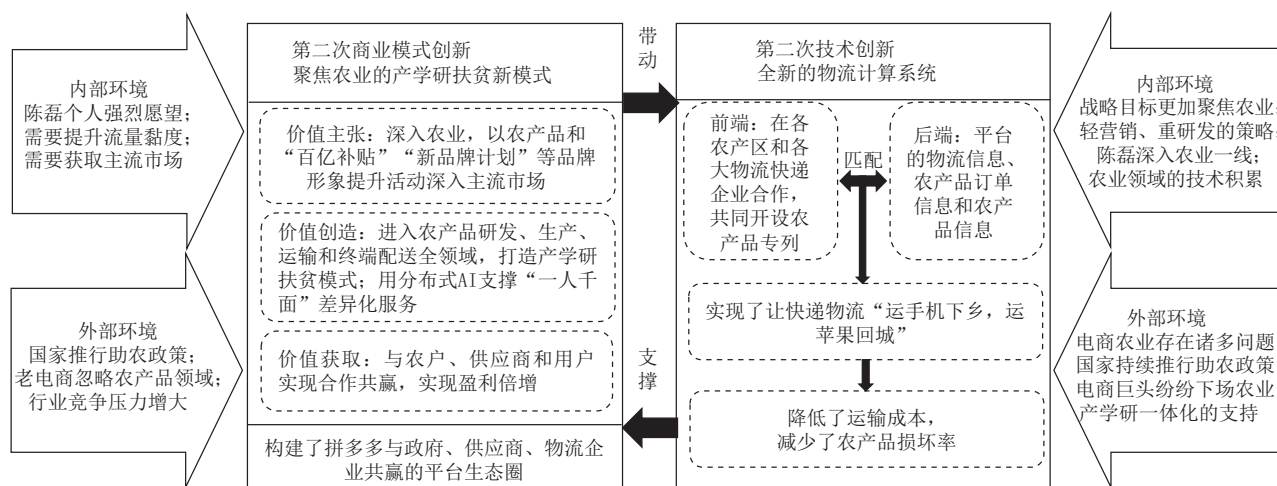 内部环境
陈磊个人强烈愿望；
需要提升流量黏度；
需要获取主流市场
外部环境
国家推行助农政策；
老电商忽略农产品领域；
行业竞争压力增大
第二次商业模式创新
聚焦农业的产学研扶贫新模式
价值主张：深入农业，以农产品和
“百亿补贴”“新品牌计划”等品牌
形象提升活动深入主流市场
价值创造：进入农产品研发、生产、
运输和终端配送全领域，打造产学研
扶贫模式；用分布式AI支撑“一人千
面”差异化服务
价值获取：与农户、供应商和用户
实现合作共赢，实现盈利倍增
构建了拼多多与政府、供应商、物流企
业共赢的平台生态圈
带
动
支
撑
第二次技术创新
全新的物流计算系统
前端：在各
农产区和各
大物流快递
企业合作，
共同开设农
产品专列
匹配
后端：平台
的物流信息、
农产品订单
信息和农产
品信息
实现了让快递物流“运手机下乡，运
苹果回城”
降低了运输成本，
减少了农产品损坏率
内部环境
战略目标更加聚焦农业；
轻营销、重研发的策略；
陈磊深入农业一线；
农业领域的技术积累
外部环境
电商农业存在诸多问题
国家持续推行助农政策
电商巨头纷纷下场农业
产学研一体化的支持